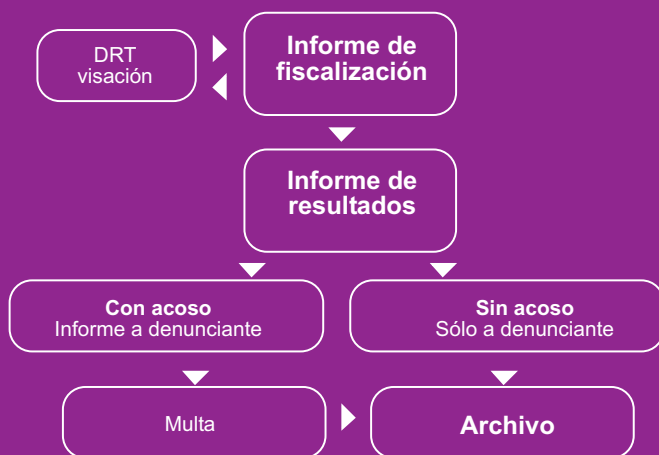 DRT
visación
Informe de
fiscalización
Informe de
resultados
Con acoso
Informe a denunciante
Sin acoso
Sólo a denunciante
Multa
Archivo